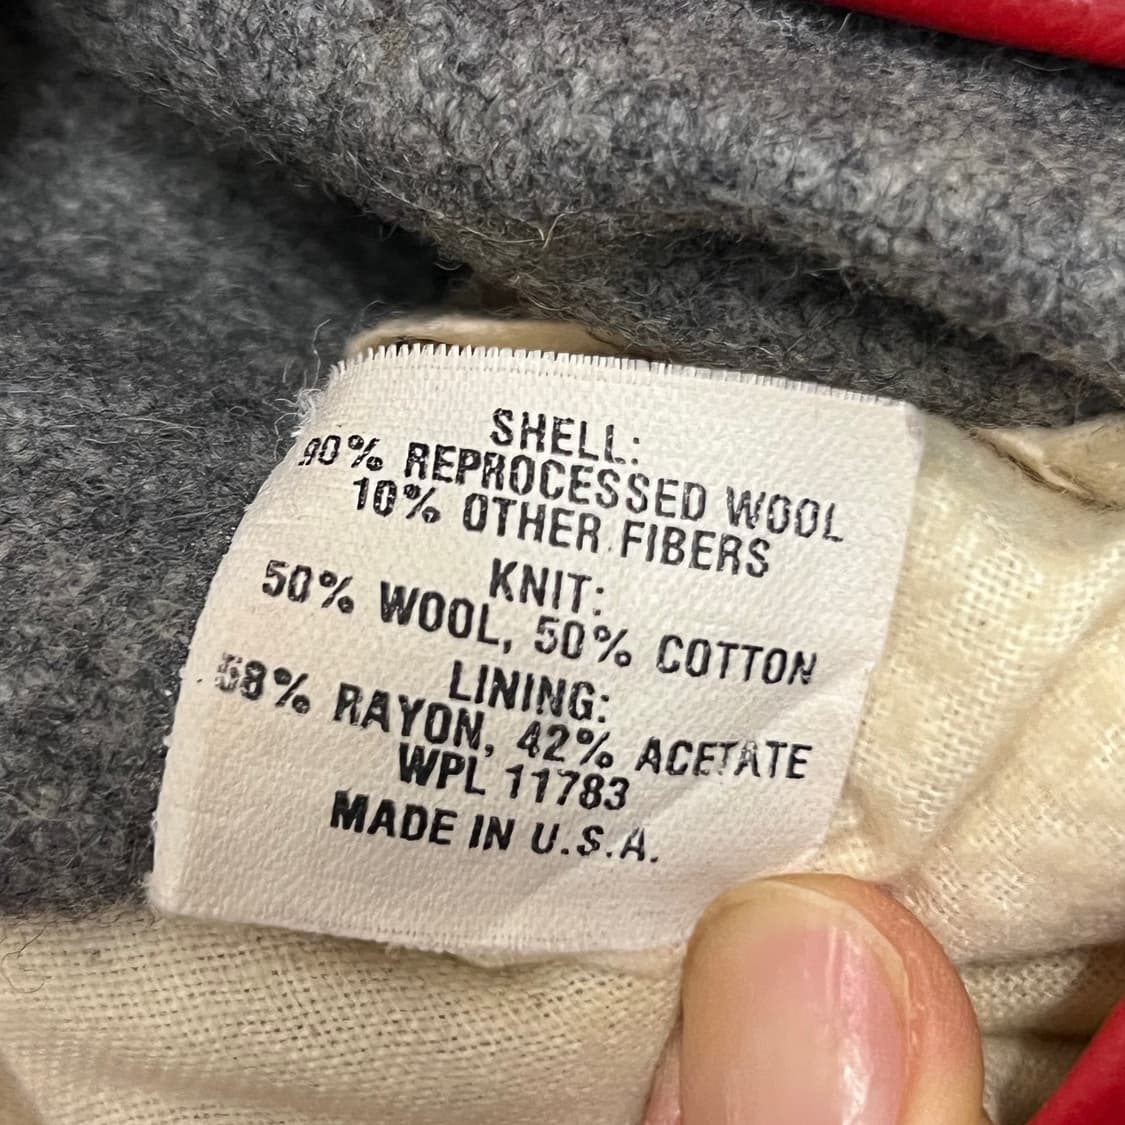 SHELL:
90% REPROCESSED WOOL
10% OTHER FIBERS
KNIT:
50% WOOL, 50% COTTON
LINING:
58% RAYON, 42% ACETATE
WPL 11783
MADE IN U.S.A.